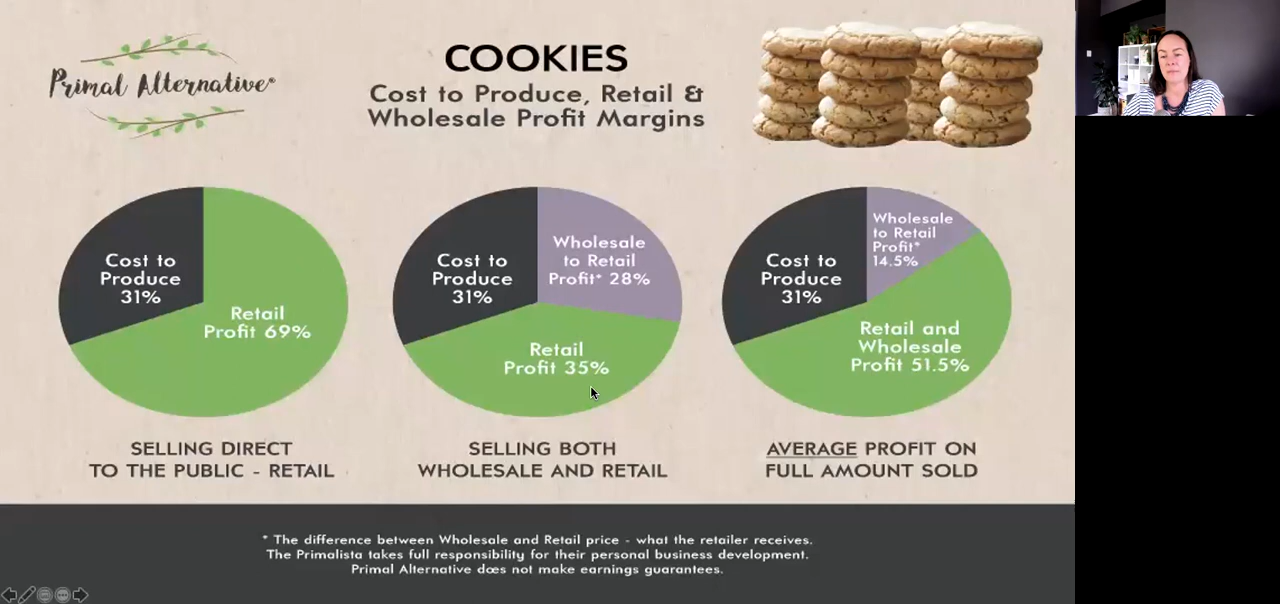 Primal Alternative®
COOKIES
Cost to Produce, Retail &
Wholesale Profit Margins
Cost to
Produce
31%
Retail
Profit 69%
SELLING DIRECT
TO THE PUBLIC - RETAIL
Cost to
Produce
31%
Wholesale
to Retail
Profit* 28%
Retail
Profit 35%
SELLING BOTH
WHOLESALE AND RETAIL
Cost to
Produce
31%
Wholesale
to Retail
Profit*
14.5%
Retail and
Wholesale
Profit 51.5%
AVERAGE PROFIT ON
FULL AMOUNT SOLD
* The difference between Wholesale and Retail price - what the retailer receives.
The Primalista takes full responsibility for their personal business development.
Primal Alternative does not make earnings guarantees.